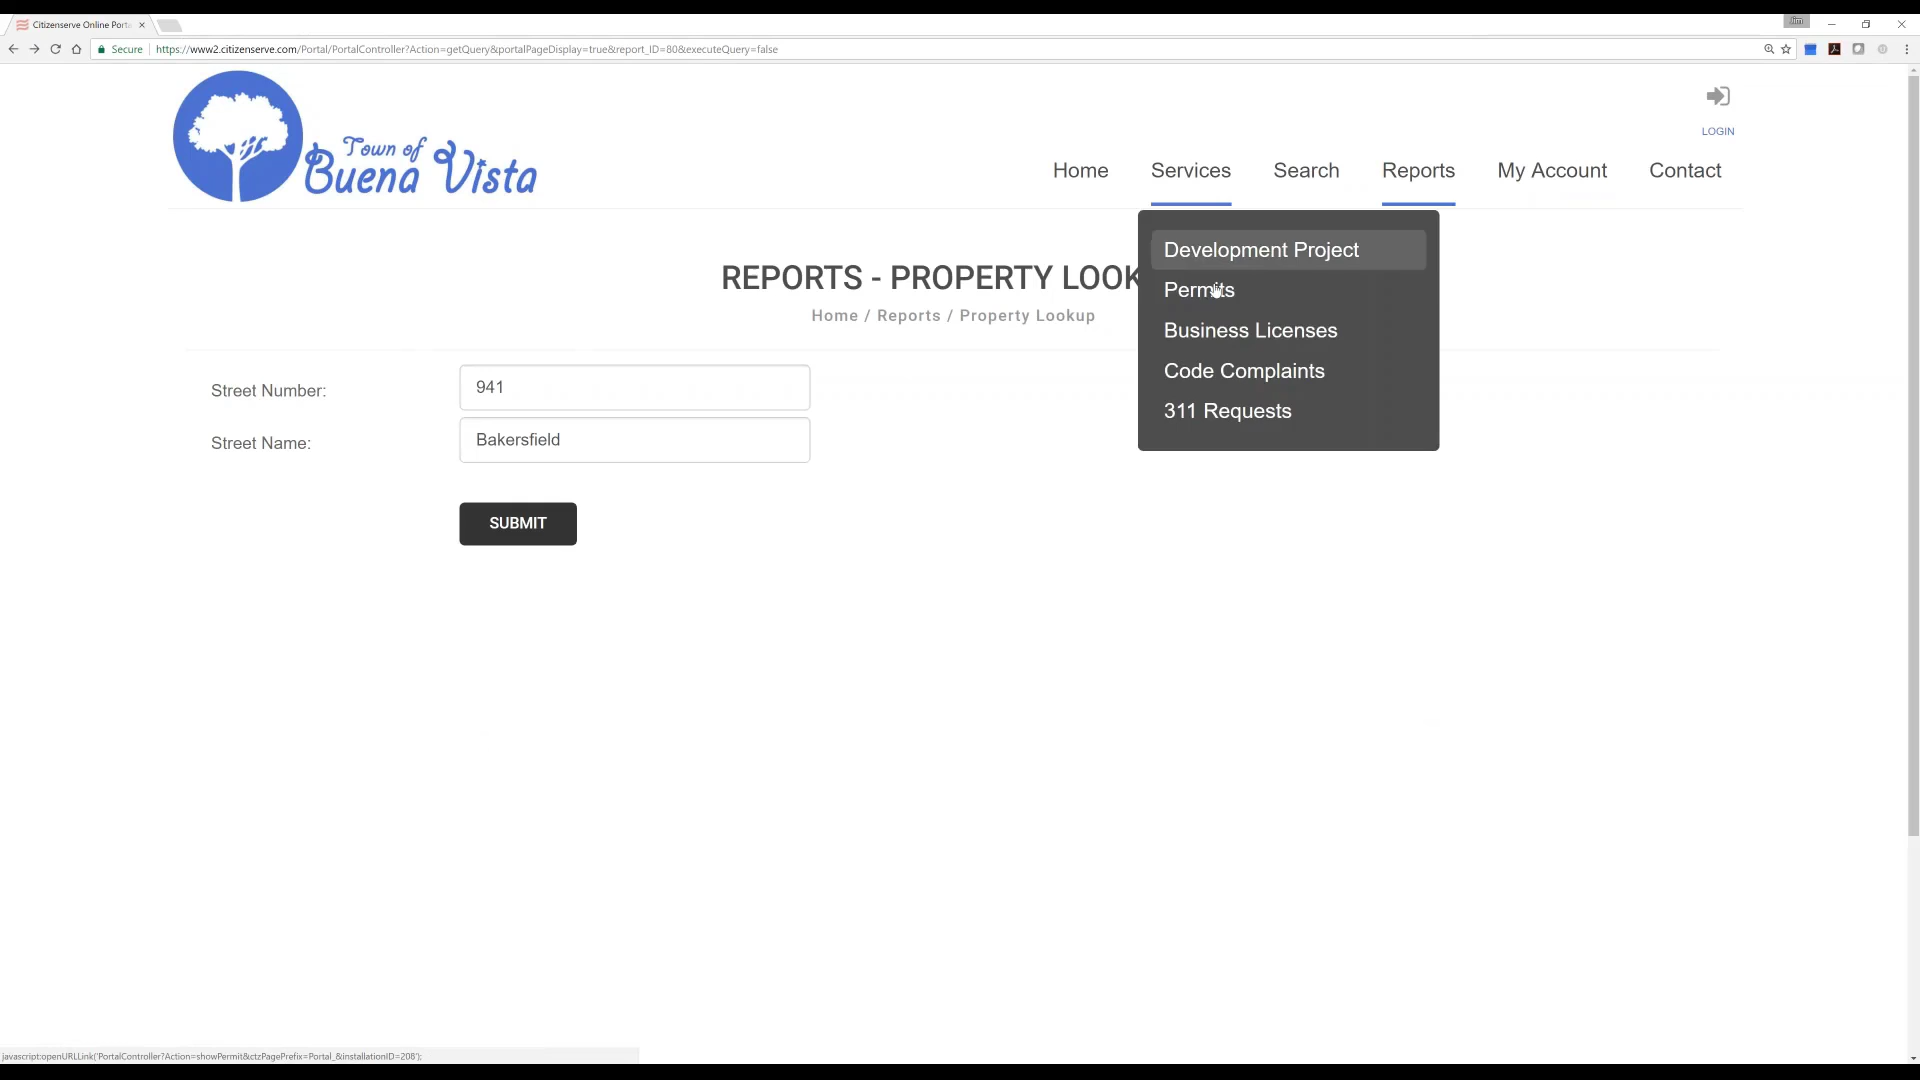 Citizenserve Online Porta
Jim
Secure
https://www2.citizenserve.com/Portal/PortalController?Action=getQuery&portalPageDisplay=true&report_ID=80&executeQuery=false
Town of
Buena Vista
LOGIN
Home
Services
Search
Reports
My Account
Contact
REPORTS - PROPERTY LOOK
Home / Reports / Property Lookup
Development Project
Permits
Business Licenses
Code Complaints
311 Requests
Street Number:
941
Street Name:
Bakersfield
SUBMIT
javascript:openURLLink('PortalController?Action=showPermit&ctzPagePrefix=Portal_&installationID=208');